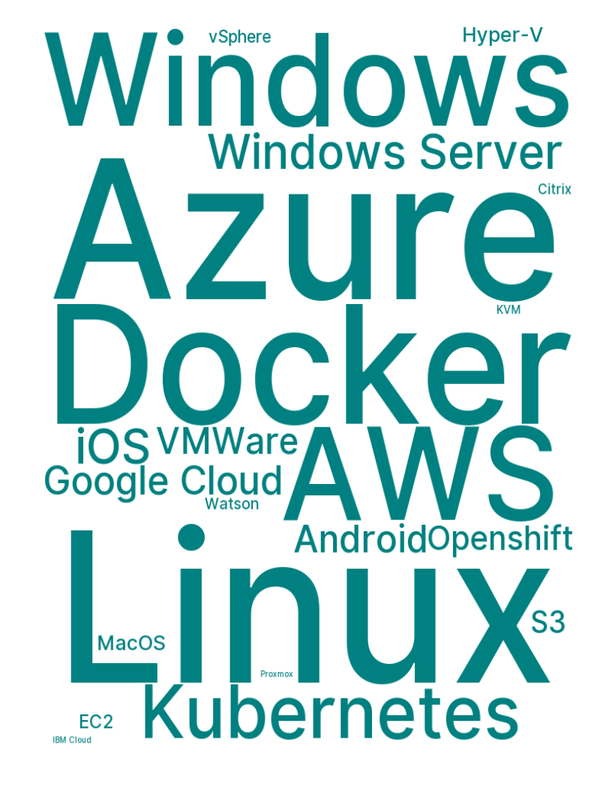 vSphere
Hyper-V
Windows
Windows Server
Citrix
Azure
KVM
Docker
iOS
VMWare
AWS
Google Cloud
Watson
Android
Openshift
Linux
S3
MacOS
Proxmox
Kubernetes
EC2
IBM Cloud